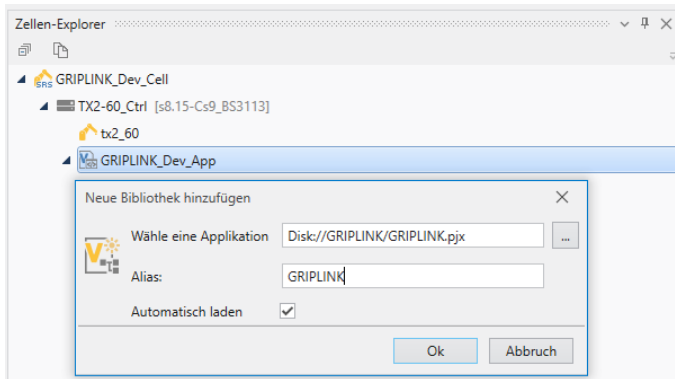 Zellen-Explorer
SRS GRIPLINK_Dev_Cell
TX2-60_Ctrl [s8.15-Cs9_BS3113]
tx2_60
GRIPLINK_Dev_App
Neue Bibliothek hinzufügen
Wähle eine Applikation Disk://GRIPLINK/GRIPLINK.pjx ...
Alias: GRIPLINK
Automatisch laden
Ok Abbruch